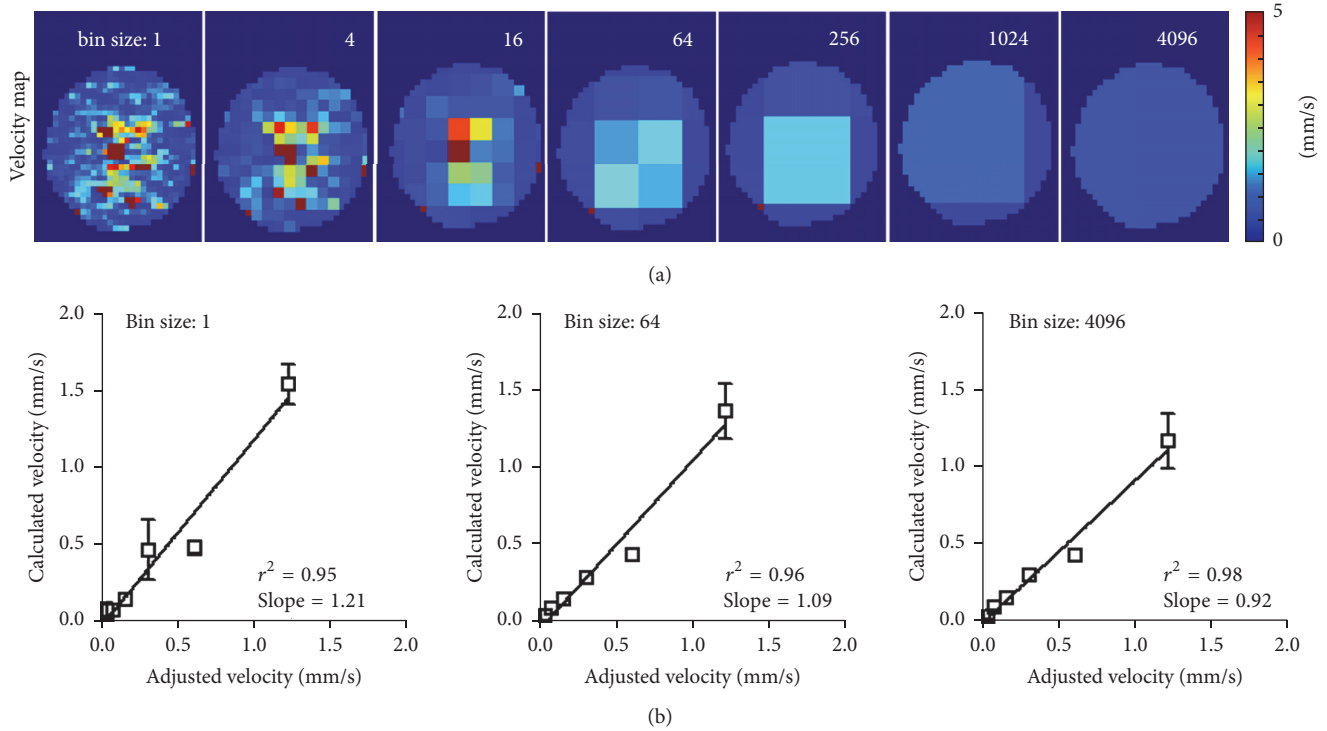 bin size: 1 4 16 64 256 1024 4096
Velocity map
5
0
(mm/s)
(a)
Bin size: 1
2.0
1.5
1.0
0.5
0.0
Calculated velocity (mm/s)
r² = 0.95
Slope = 1.21
0.0 0.5 1.0 1.5 2.0
Adjusted velocity (mm/s)
Bin size: 64
2.0
1.5
1.0
0.5
0.0
Calculated velocity (mm/s)
r² = 0.96
Slope = 1.09
0.0 0.5 1.0 1.5 2.0
Adjusted velocity (mm/s)
Bin size: 4096
2.0
1.5
1.0
0.5
0.0
Calculated velocity (mm/s)
r² = 0.98
Slope = 0.92
0.0 0.5 1.0 1.5 2.0
Adjusted velocity (mm/s)
(b)